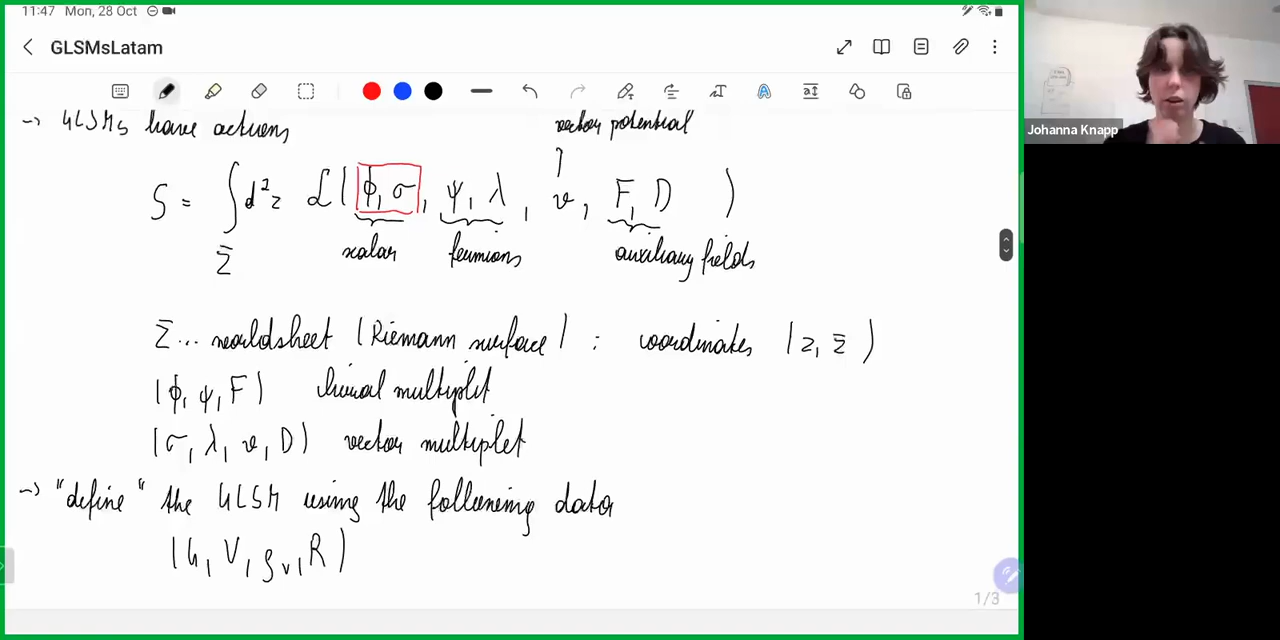 11:47 Mon, 28 Oct
GLSMsLatam
Johanna Knapp
→ GLSMs have actions
vector potential
S = ∫ d²z ℒ(ϕ, σ, ψ, λ, v, F, D)
Σ
scalar fermions auxiliary fields
Σ... worldsheet (Riemann surface) : coordinates (z, z̄)
(ϕ, ψ, F) chiral multiplet
(σ, λ, v, D) vector multiplet
→ "define" the GLSM using the following data
(G, V, ρ_V, R)
1/3